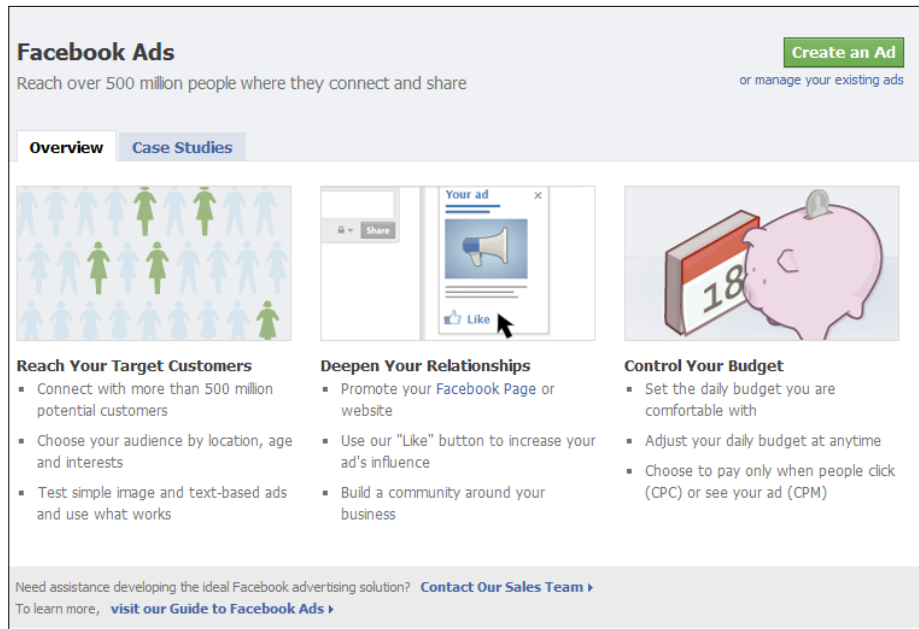 Facebook Ads
Reach over 500 million people where they connect and share
Create an Ad
or manage your existing ads
Overview
Case Studies
Share
Your ad
Like
18
Reach Your Target Customers
Connect with more than 500 million
potential customers
Choose your audience by location, age
and interests
Test simple image and text-based ads
and use what works
Deepen Your Relationships
Promote your Facebook Page or
website
Use our "Like" button to increase your
ad's influence
Build a community around your
business
Control Your Budget
Set the daily budget you are
comfortable with
Adjust your daily budget at anytime
Choose to pay only when people click
(CPC) or see your ad (CPM)
Need assistance developing the ideal Facebook advertising solution? Contact Our Sales Team
To learn more, visit our Guide to Facebook Ads